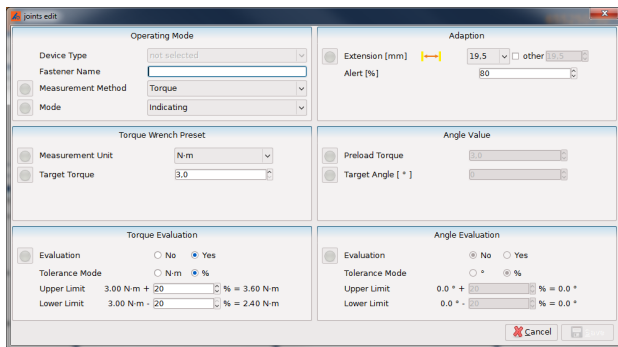 joints edit
Operating Mode
Device Type not selected
Fastener Name
Measurement Method Torque
Mode Indicating
Adaption
Extension [mm] 19.5 other 19.5
Alert [%] 80
Torque Wrench Preset
Measurement Unit N·m
Target Torque 3,0
Angle Value
Preload Torque 3,0
Target Angle [ ° ] 0
Torque Evaluation
Evaluation No Yes
Tolerance Mode N·m %
Upper Limit 3.00 N·m + 20 % = 3.60 N·m
Lower Limit 3.00 N·m - 20 % = 2.40 N·m
Angle Evaluation
Evaluation No Yes
Tolerance Mode ° %
Upper Limit 0.0 ° + 20 % = 0.0 °
Lower Limit 0.0 ° - 20 % = 0.0 °
Cancel